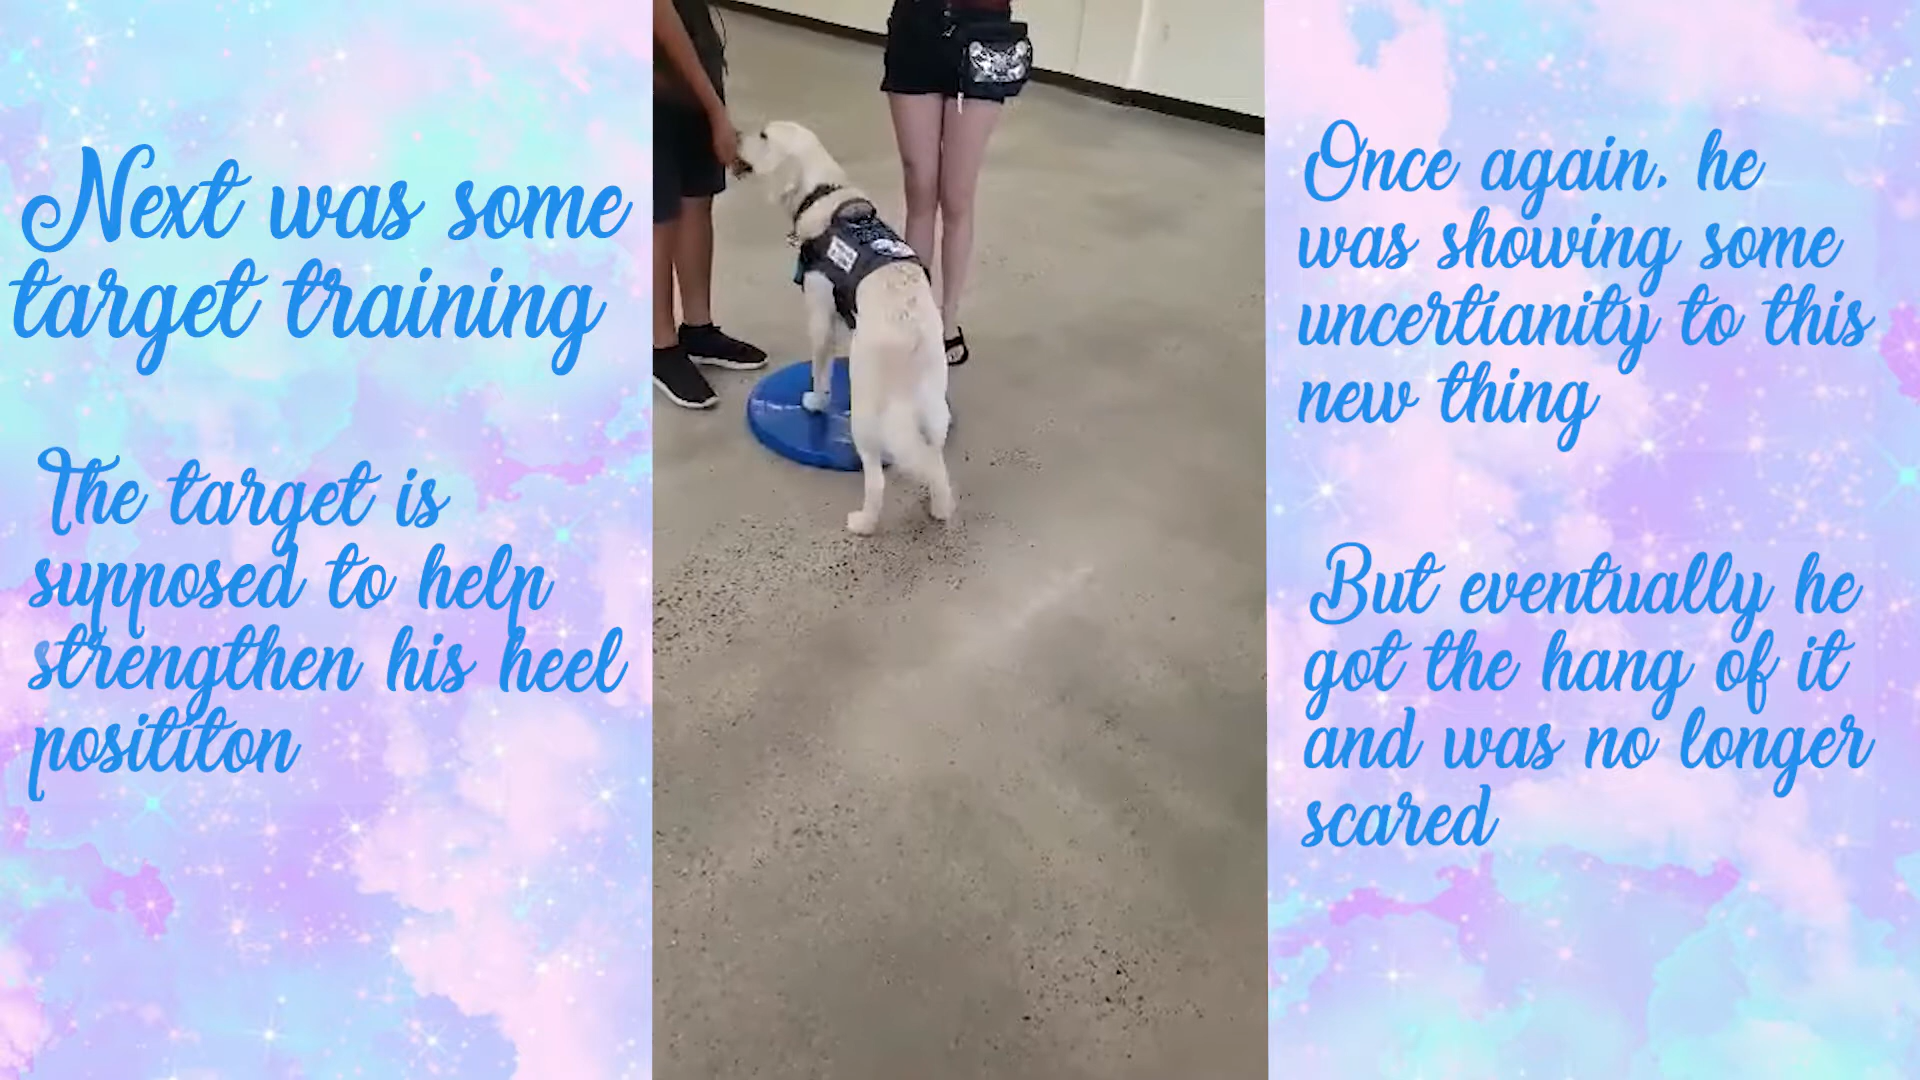 Next was some
target training
The target is
supposed to help
strengthen his heel
posititon
Once again, he
was showing some
uncertianity to this
new thing
But eventually he
got the hang of it
and was no longer
scared